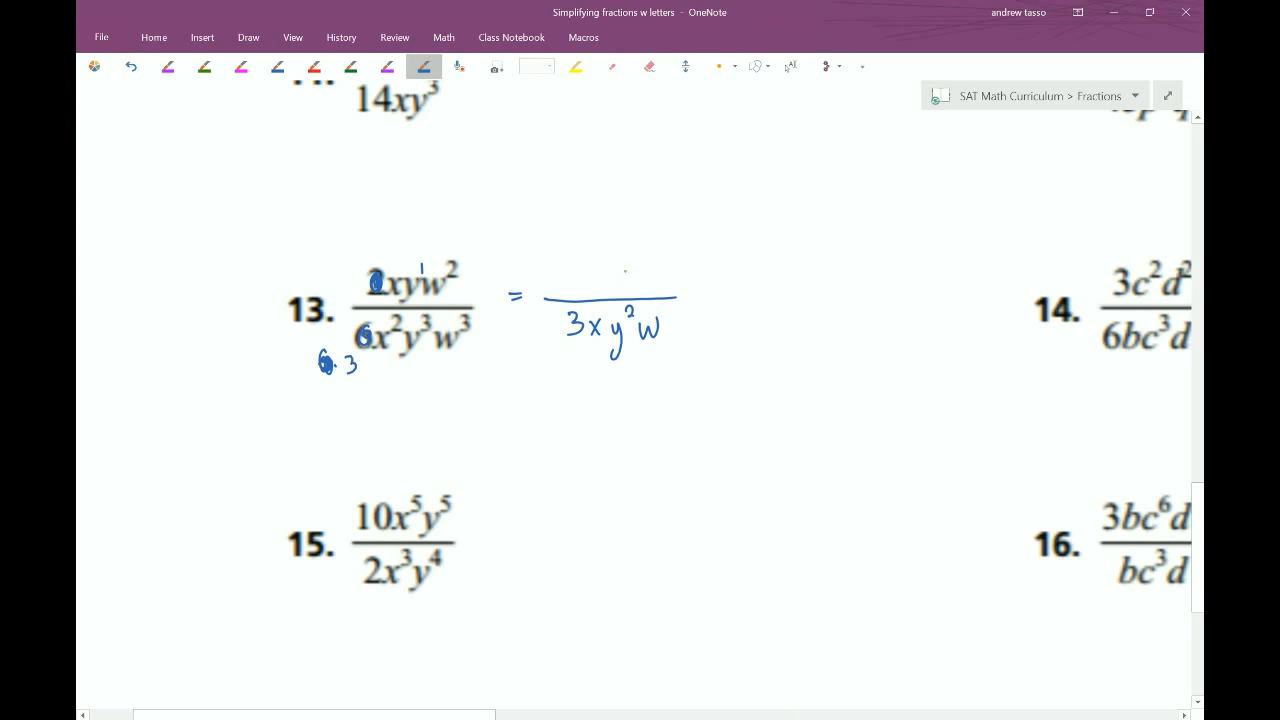 Simplifying fractions w letters - OneNote
andrew tasso
File Home Insert Draw View History Review Math Class Notebook Macros
SAT Math Curriculum > Fractions
14xy³
13. 2xyw² / 6x²y³w³ = / 3xy²w
1
· 3
14. 3c²d² / 6bc³d
15. 10x⁵y⁵ / 2x³y⁴
16. 3bc⁶d / bc³d